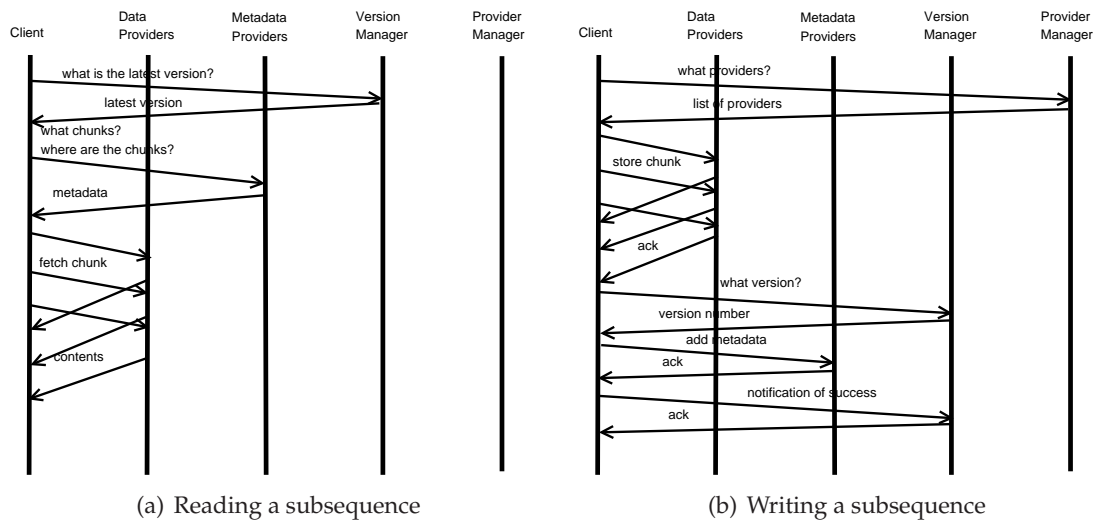 Client
Data
Providers
Metadata
Providers
Version
Manager
Provider
Manager
what is the latest version?
latest version
what chunks?
where are the chunks?
metadata
fetch chunk
contents
(a) Reading a subsequence
Client
Data
Providers
Metadata
Providers
Version
Manager
Provider
Manager
what providers?
list of providers
store chunk
ack
what version?
version number
add metadata
ack
notification of success
ack
(b) Writing a subsequence